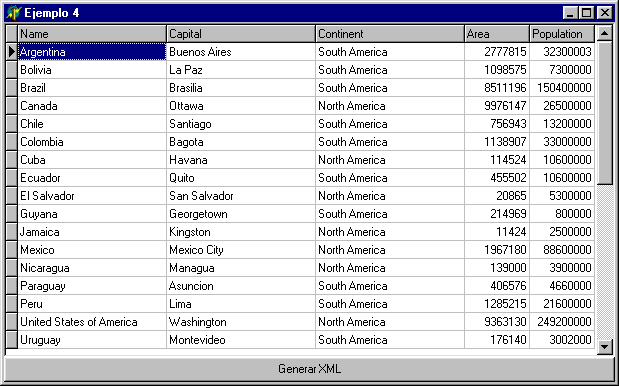 Ejemplo 4
Name Capital Continent Area Population
Argentina Buenos Aires South America 2777815 32300003
Bolivia La Paz South America 1098575 7300000
Brazil Brasilia South America 8511196 150400000
Canada Ottawa North America 9976147 26500000
Chile Santiago South America 756943 13200000
Colombia Bagota South America 1138907 33000000
Cuba Havana North America 114524 10600000
Ecuador Quito South America 455502 10600000
El Salvador San Salvador North America 20865 5300000
Guyana Georgetown South America 214969 800000
Jamaica Kingston North America 11424 2500000
Mexico Mexico City North America 1967180 88600000
Nicaragua Managua North America 139000 3900000
Paraguay Asuncion South America 406576 4660000
Peru Lima South America 1285215 21600000
United States of America Washington North America 9363130 249200000
Uruguay Montevideo South America 176140 3002000
Generar XML